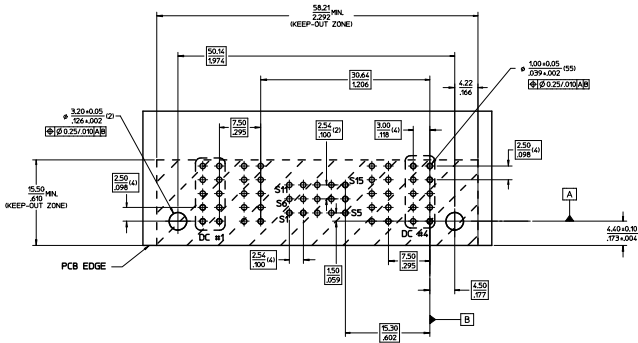 58.21 MIN.
2.292
(KEEP-OUT ZONE)
50.14
1.974
30.64
1.206
4.22
.166
ø 1.00±0.05 (55)
.039±.002
⌖ Ø 0.25/.010 A B
ø 3.20±0.05 (2)
.126±.002
⌖ Ø 0.25/.010 A B
7.50
.295
2.54 (2)
.100
3.00 (4)
.118
2.50 (4)
.098
15.50 MIN.
.610
(KEEP-OUT ZONE)
2.50 (4)
.098
S11
S15
S6
S1
S5
DC #1
DC #4
A
4.40±0.10
.173±.004
PCB EDGE
2.54 (4)
.100
1.50
.059
7.50
.295
4.50
.177
B
15.30
.602